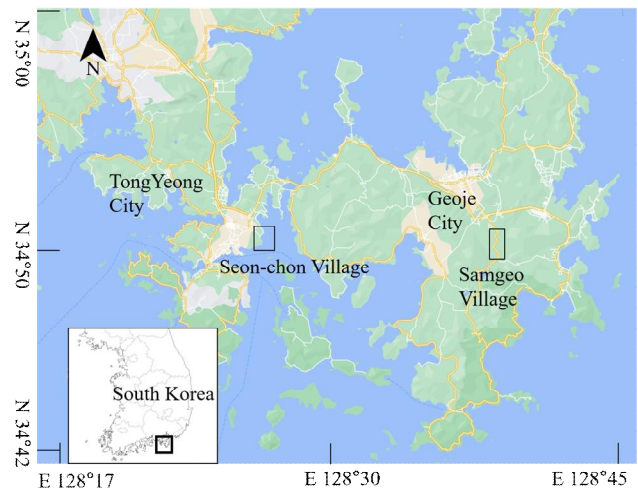 N 35°00
N
TongYeong
City
Geoje
City
N 34°50
Seon-chon Village
Samgeo
Village
South Korea
N 34°42
E 128°17
E 128°30
E 128°45